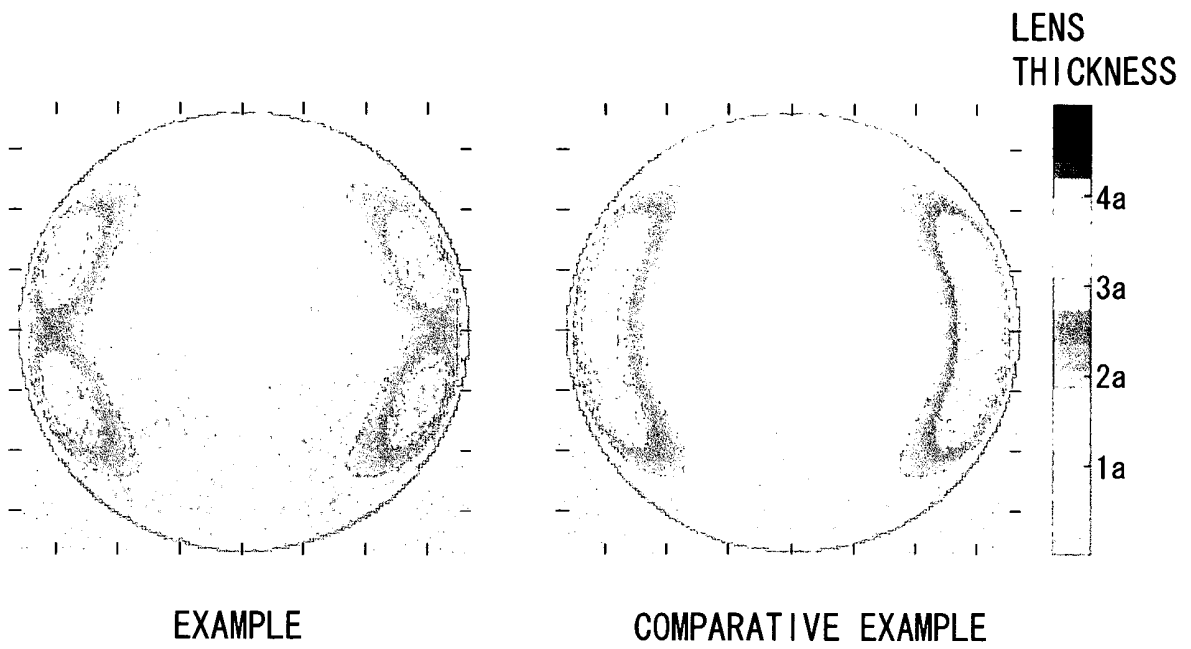 LENS
THICKNESS
4a
3a
2a
1a
EXAMPLE
COMPARATIVE EXAMPLE